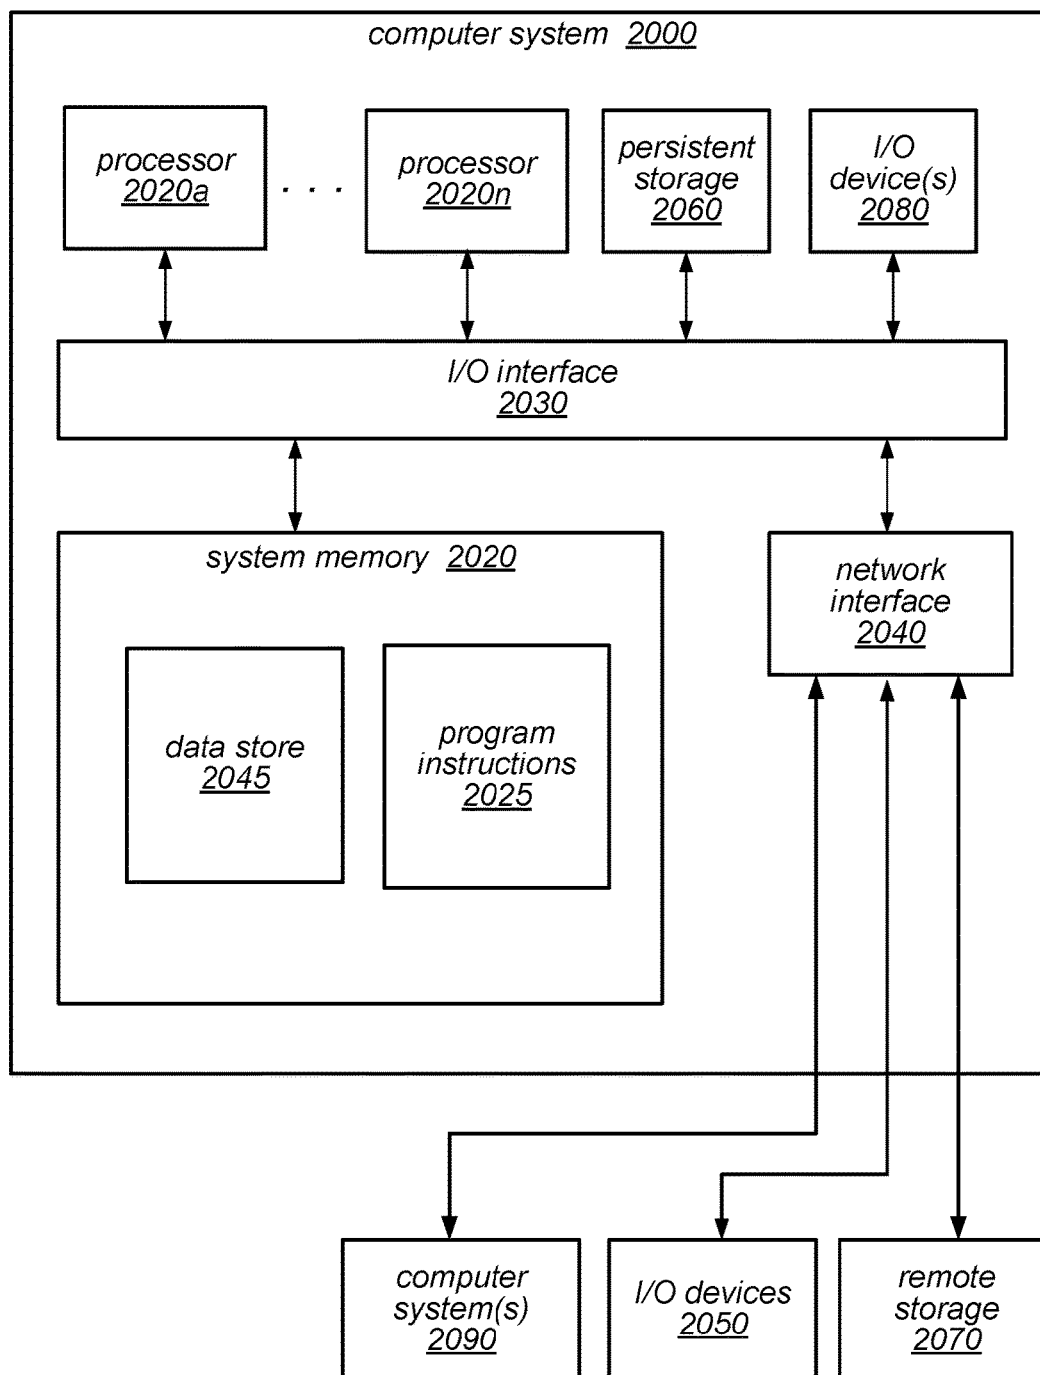 computer system 2000
processor
2020a
. . .
processor
2020n
persistent
storage
2060
I/O
device(s)
2080
I/O interface
2030
system memory 2020
network
interface
2040
data store
2045
program
instructions
2025
computer
system(s)
2090
I/O devices
2050
remote
storage
2070